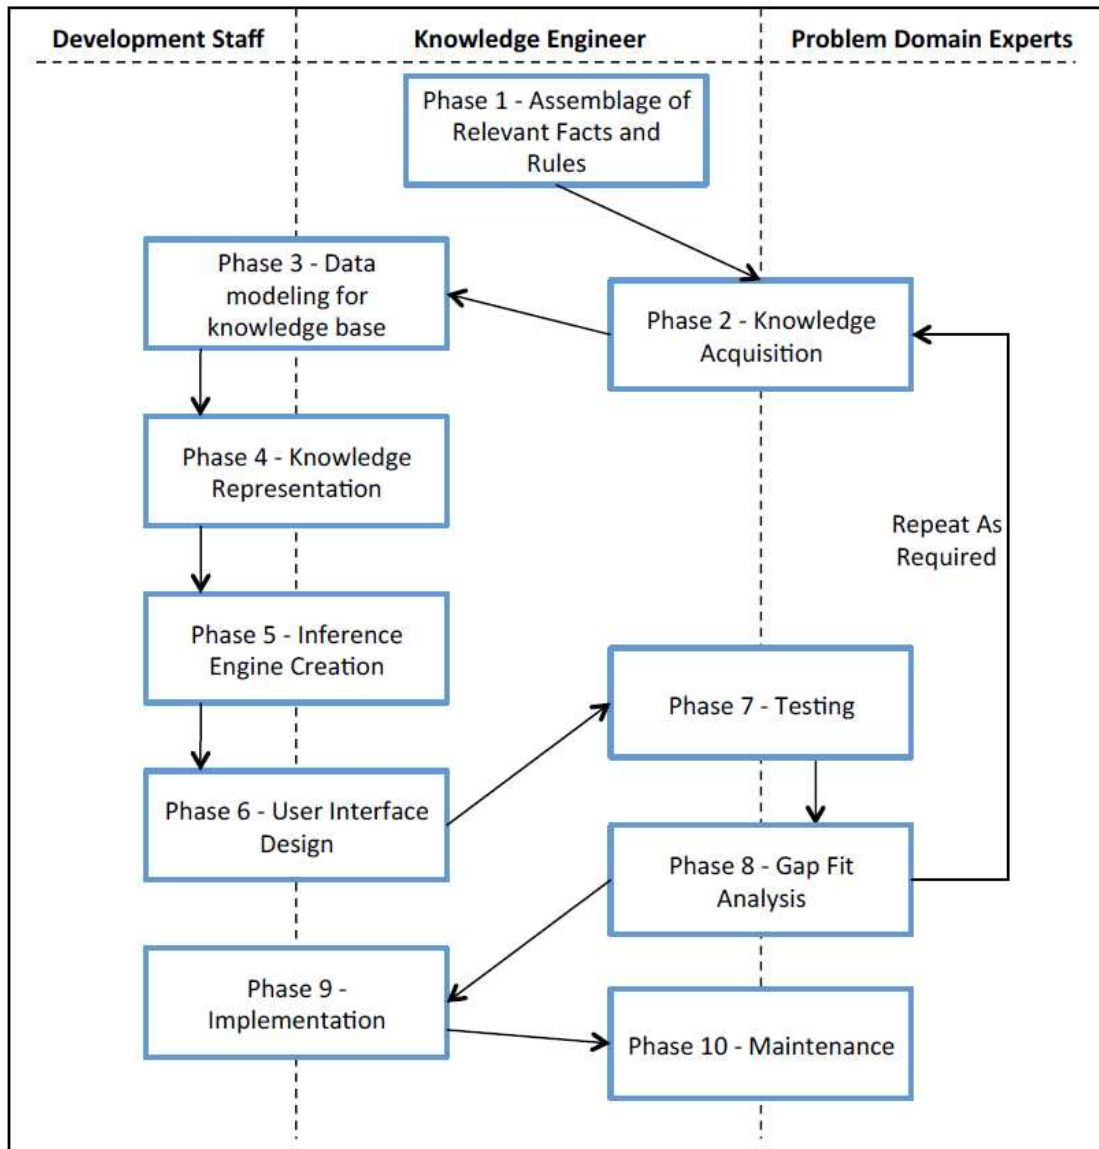 Development Staff
Knowledge Engineer
Problem Domain Experts
Phase 1 - Assemblage of
Relevant Facts and
Rules
Phase 3 - Data
modeling for
knowledge base
Phase 2 - Knowledge
Acquisition
Phase 4 - Knowledge
Representation
Repeat As
Required
Phase 5 - Inference
Engine Creation
Phase 7 - Testing
Phase 6 - User Interface
Design
Phase 8 - Gap Fit
Analysis
Phase 9 -
Implementation
Phase 10 - Maintenance